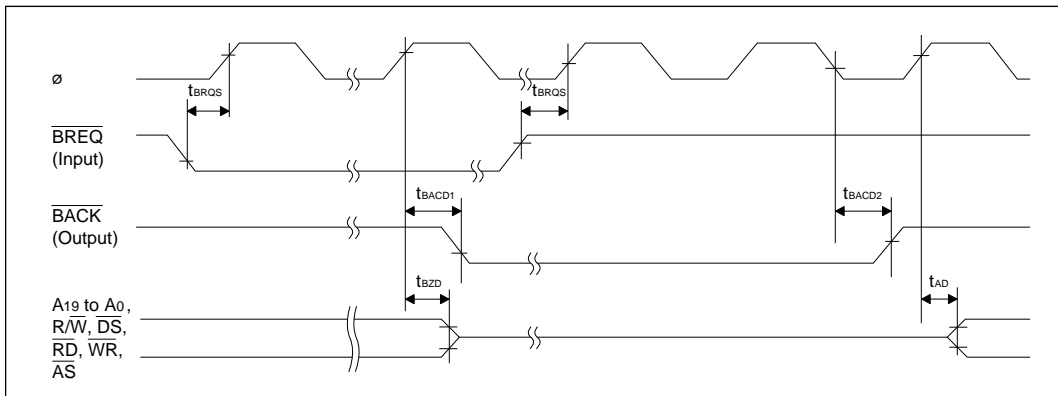 ø
tBRQS
tBRQS
BREQ
(Input)
tBACD1
tBACD2
BACK
(Output)
tBZD
tAD
A19 to A0,
R/W, DS,
RD, WR,
AS